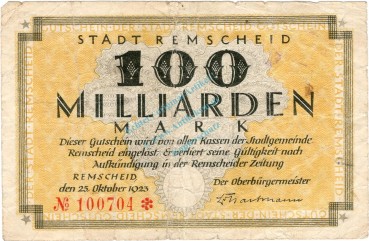 STADT REMSCHEID
100
MILLIARDEN
MARK
Dieser Gutschein wird von allen Kassen der Stadtgemeinde
Remscheid eingelöst. Er verliert seine Gültigkeit nach
Aufkündigung in der Remscheider Zeitung
REMSCHEID
den 25. Oktober 1923
Der Oberbürgermeister
№ 100704